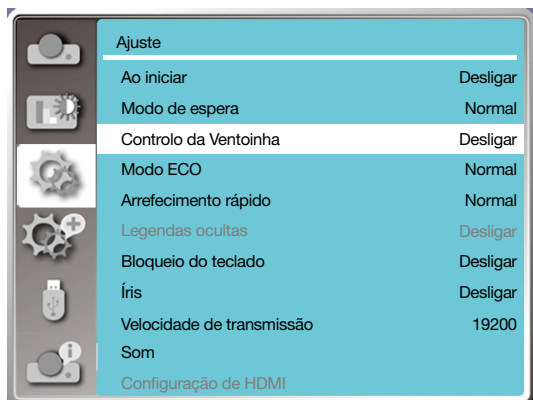 Ajuste
Ao iniciar Desligar
Modo de espera Normal
Controlo da Ventoinha Desligar
Modo ECO Normal
Arrefecimento rápido Normal
Legendas ocultas Desligar
Bloqueio do teclado Desligar
Íris Desligar
Velocidade de transmissão 19200
Som
Configuração de HDMI